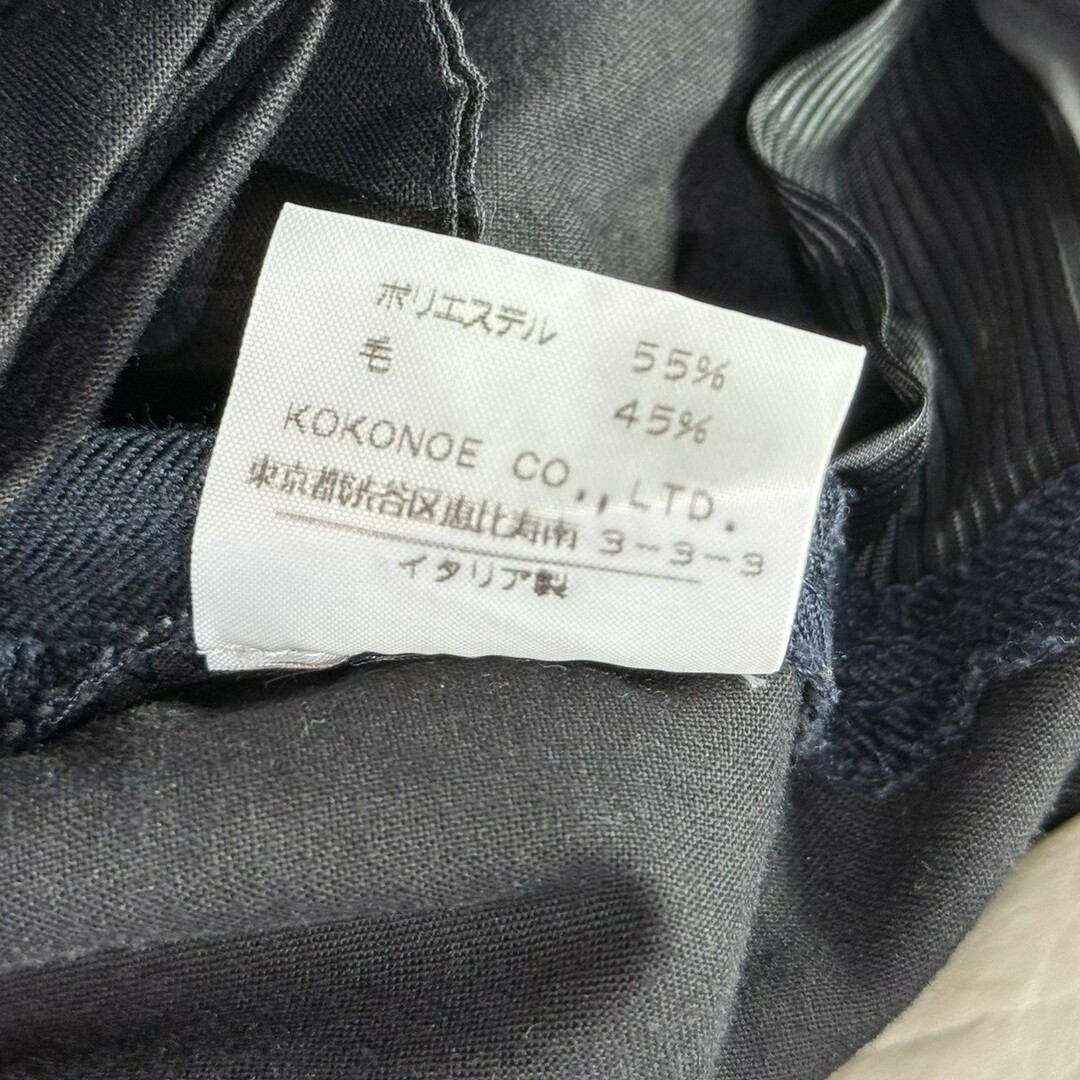 ポリエステル 55%
毛 45%
KOKONOE CO.,LTD.
東京都渋谷区恵比寿南 3-3-3
イタリア製